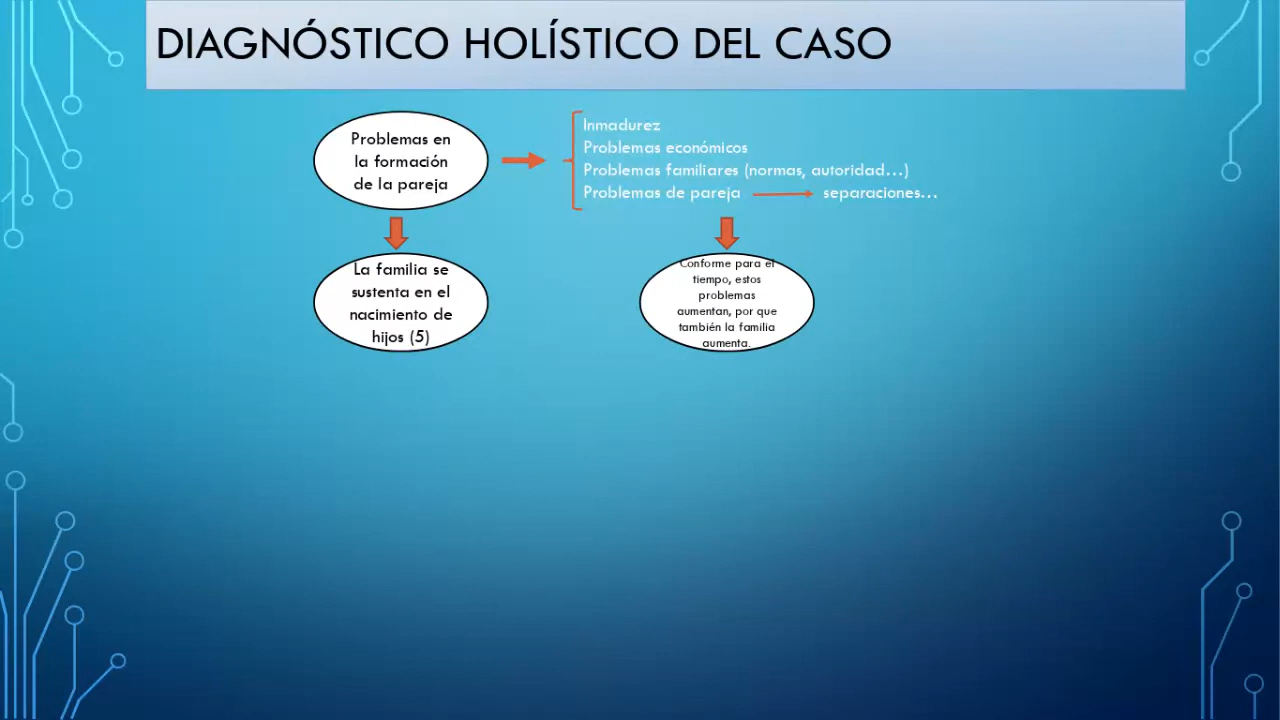 DIAGNÓSTICO HOLÍSTICO DEL CASO
Problemas en
la formación
de la pareja
Inmadurez
Problemas económicos
Problemas familiares (normas, autoridad…)
Problemas de pareja separaciones…
La familia se
sustenta en el
nacimiento de
hijos (5)
Conforme para el
tiempo, estos
problemas
aumentan, por que
también la familia
aumenta.